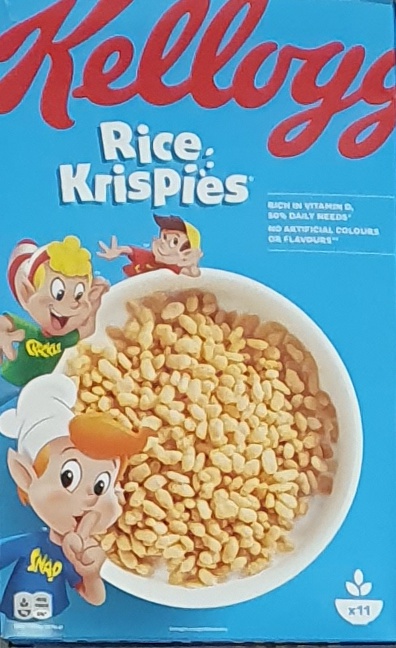 Kellogg
Rice
Krispies®
RICH IN VITAMIN D,
50% DAILY NEEDS*
NO ARTIFICIAL COLOURS
OR FLAVOURS**
CRACKLE
SNAP
x11